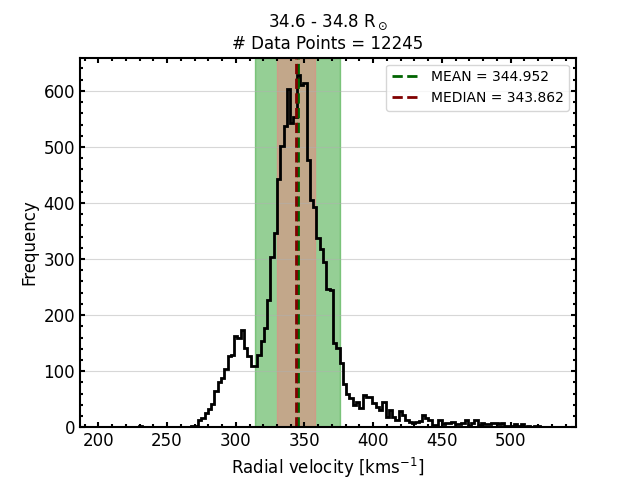 34.6 - 34.8 R⊙
# Data Points = 12245
MEAN = 344.952
MEDIAN = 343.862
Frequency
600
500
400
300
200
100
0
200 250 300 350 400 450 500
Radial velocity [kms⁻¹]